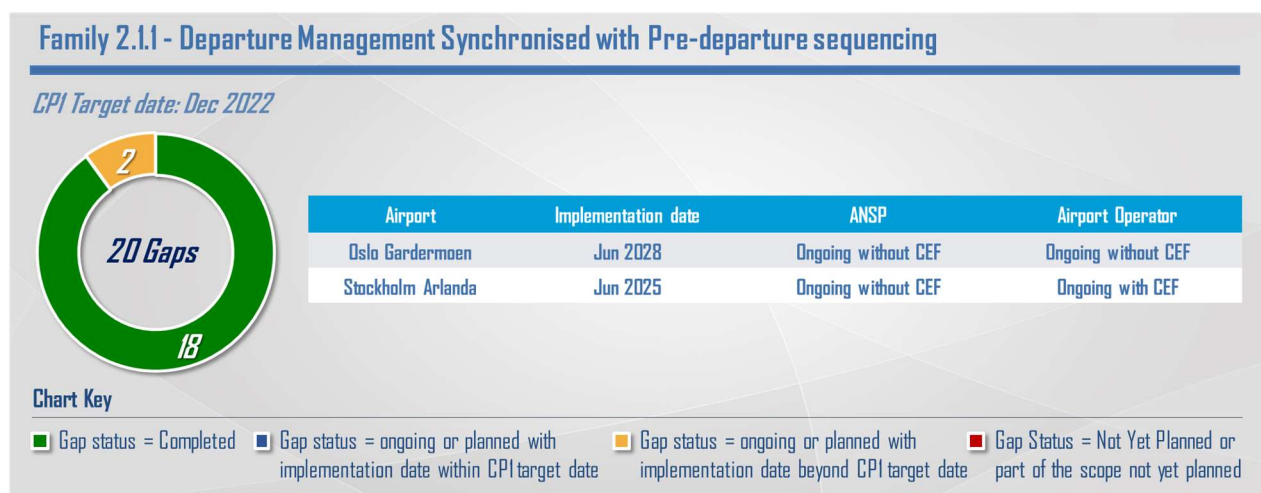 Family 2.1.1 - Departure Management Synchronised with Pre-departure sequencing
CP1 Target date: Dec 2022
2
20 Gaps
18
Airport Implementation date ANSP Airport Operator
Oslo Gardermoen Jun 2028 Ongoing without CEF Ongoing without CEF
Stockholm Arlanda Jun 2025 Ongoing without CEF Ongoing with CEF
Chart Key
Gap status = Completed
Gap status = ongoing or planned with
implementation date within CP1 target date
Gap status = ongoing or planned with
implementation date beyond CP1 target date
Gap Status = Not Yet Planned or
part of the scope not yet planned